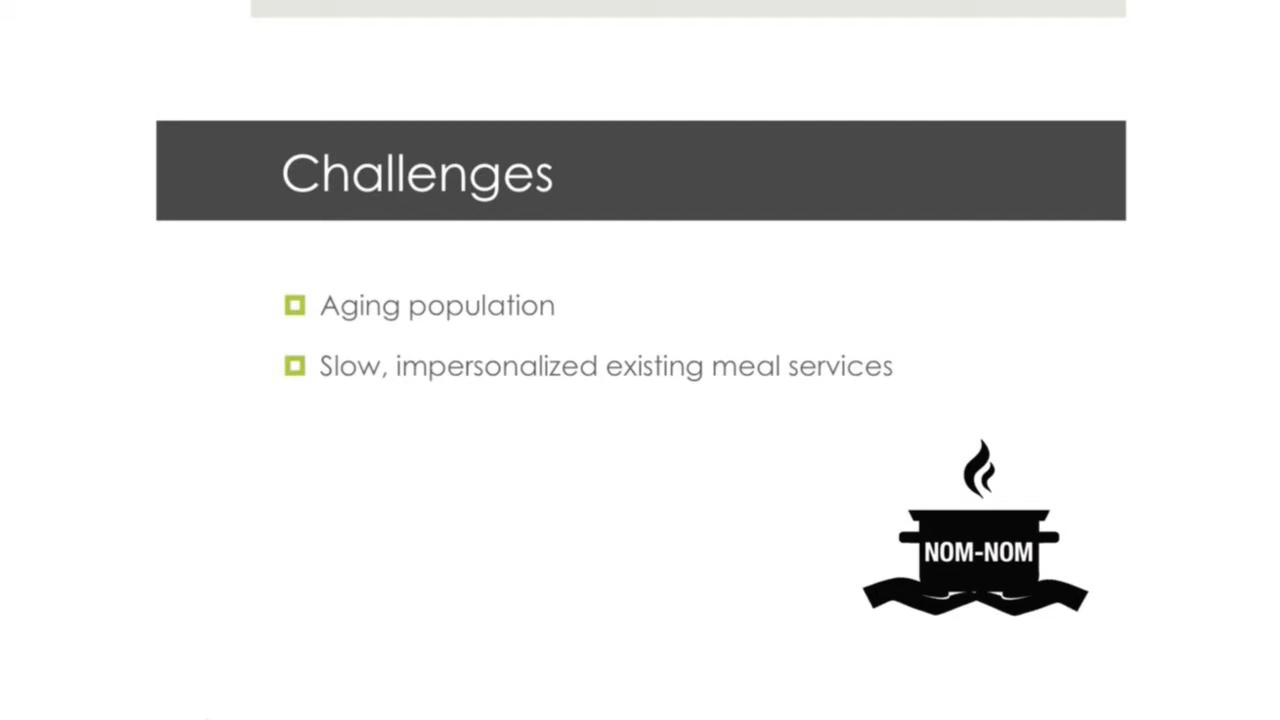 Challenges
Aging population
Slow, impersonalized existing meal services
NOM-NOM